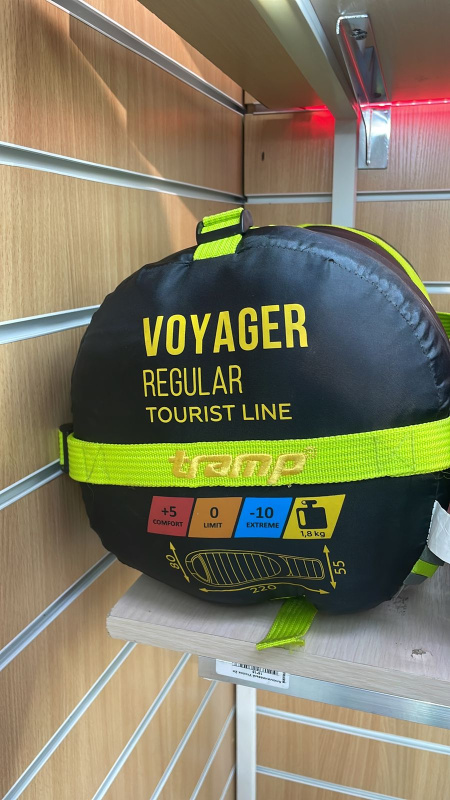 VOYAGER
REGULAR
TOURIST LINE
tramp
+5 0 -10
COMFORT LIMIT EXTREME 1,8 kg
80 55
220